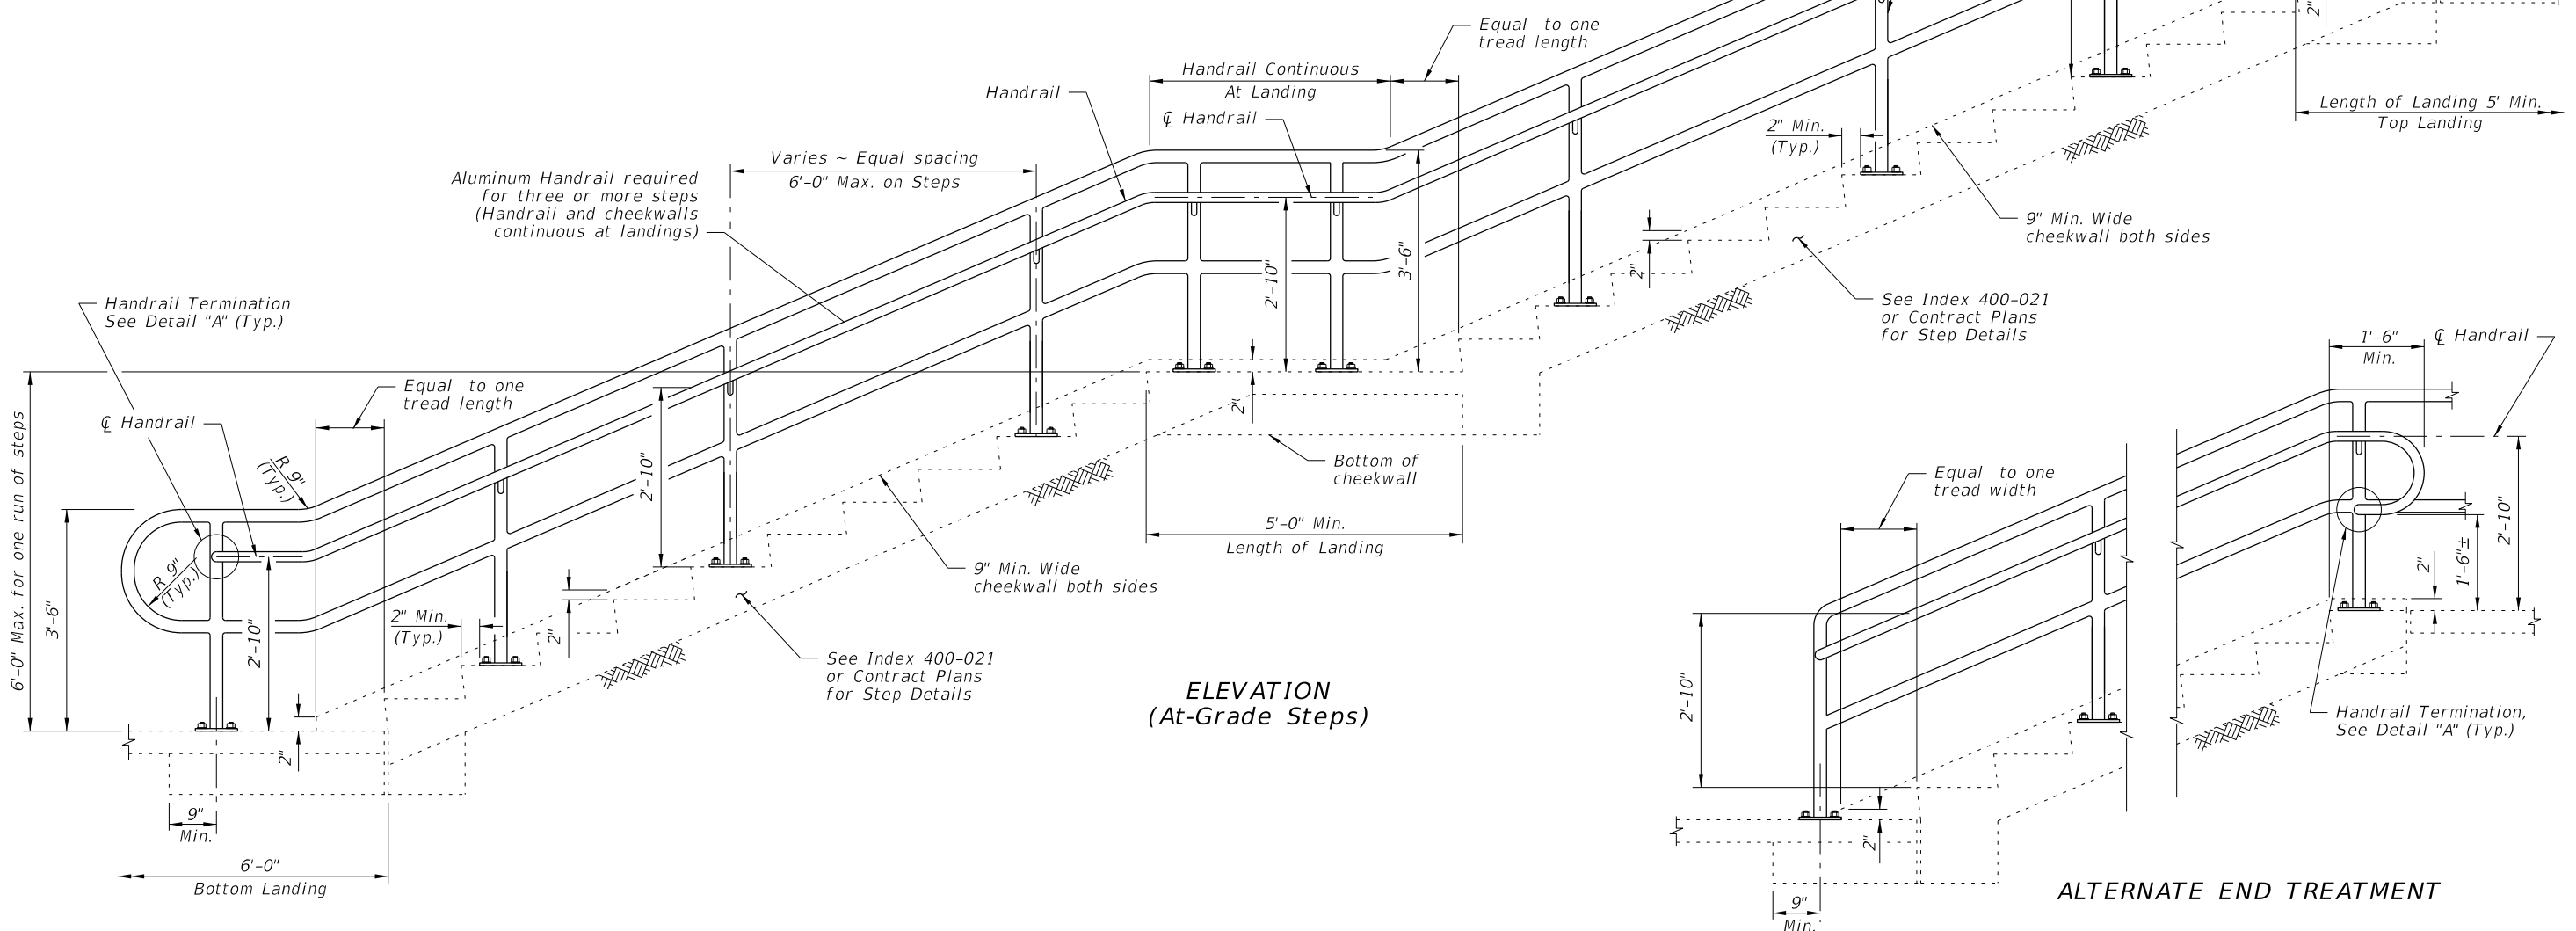 Equal to one
tread length
2"
Handrail Continuous
At Landing
Handrail
℄ Handrail
Length of Landing 5' Min.
Top Landing
2" Min.
(Typ.)
Varies ~ Equal spacing
6'-0" Max. on Steps
Aluminum Handrail required
for three or more steps
(Handrail and cheekwalls
continuous at landings)
9" Min. Wide
cheekwall both sides
3'-6"
2'-10"
2"
Handrail Termination
See Detail "A" (Typ.)
See Index 400-021
or Contract Plans
for Step Details
1'-6"
Min.
℄ Handrail
Equal to one
tread length
℄ Handrail
2"
6'-0" Max. for one run of steps
R 9"
(Typ.)
2'-10"
Bottom of
cheekwall
Equal to one
tread width
2'-10"
5'-0" Min.
Length of Landing
1'-6"±
2"
9" Min. Wide
cheekwall both sides
R 9"
(Typ.)
3'-6"
2'-10"
2" Min.
(Typ.)
2"
See Index 400-021
or Contract Plans
for Step Details
ELEVATION
(At-Grade Steps)
2'-10"
Handrail Termination,
See Detail "A" (Typ.)
2"
9"
Min.
2"
6'-0"
Bottom Landing
ALTERNATE END TREATMENT
9"
Min.